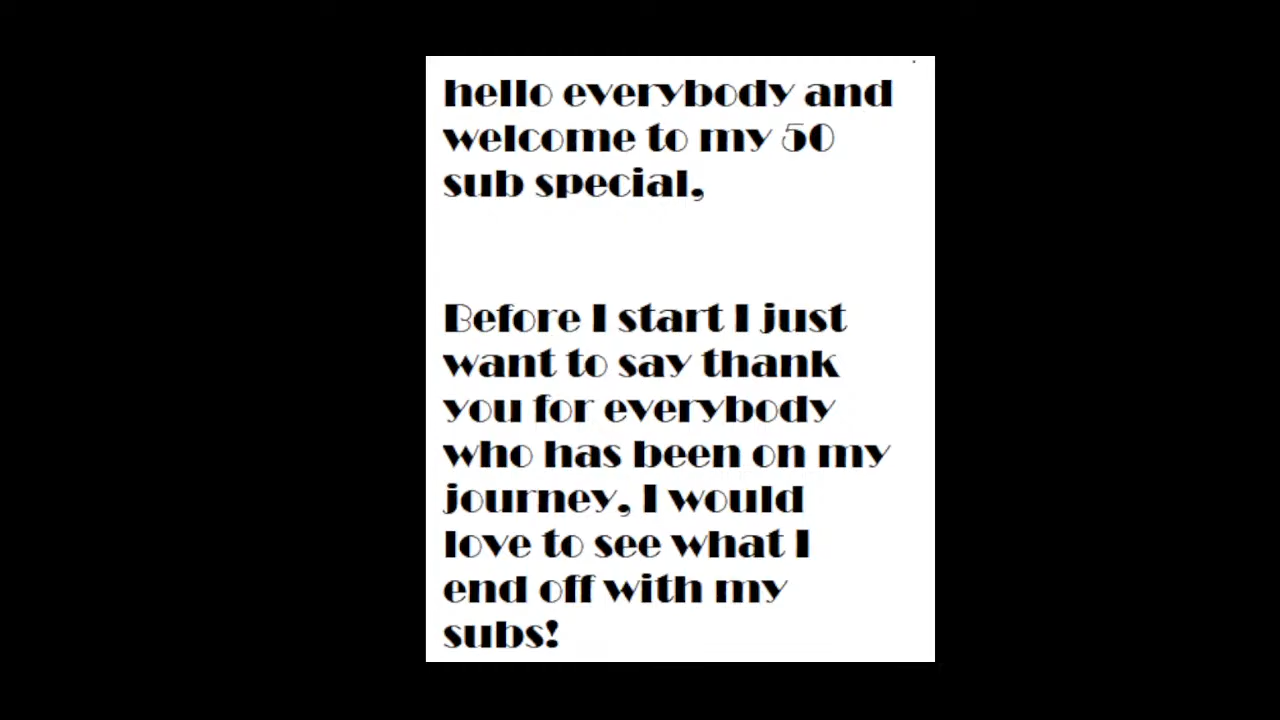 hello everybody and
welcome to my 50
sub special,
Before I start I just
want to say thank
you for everybody
who has been on my
journey, I would
love to see what I
end off with my
subs!